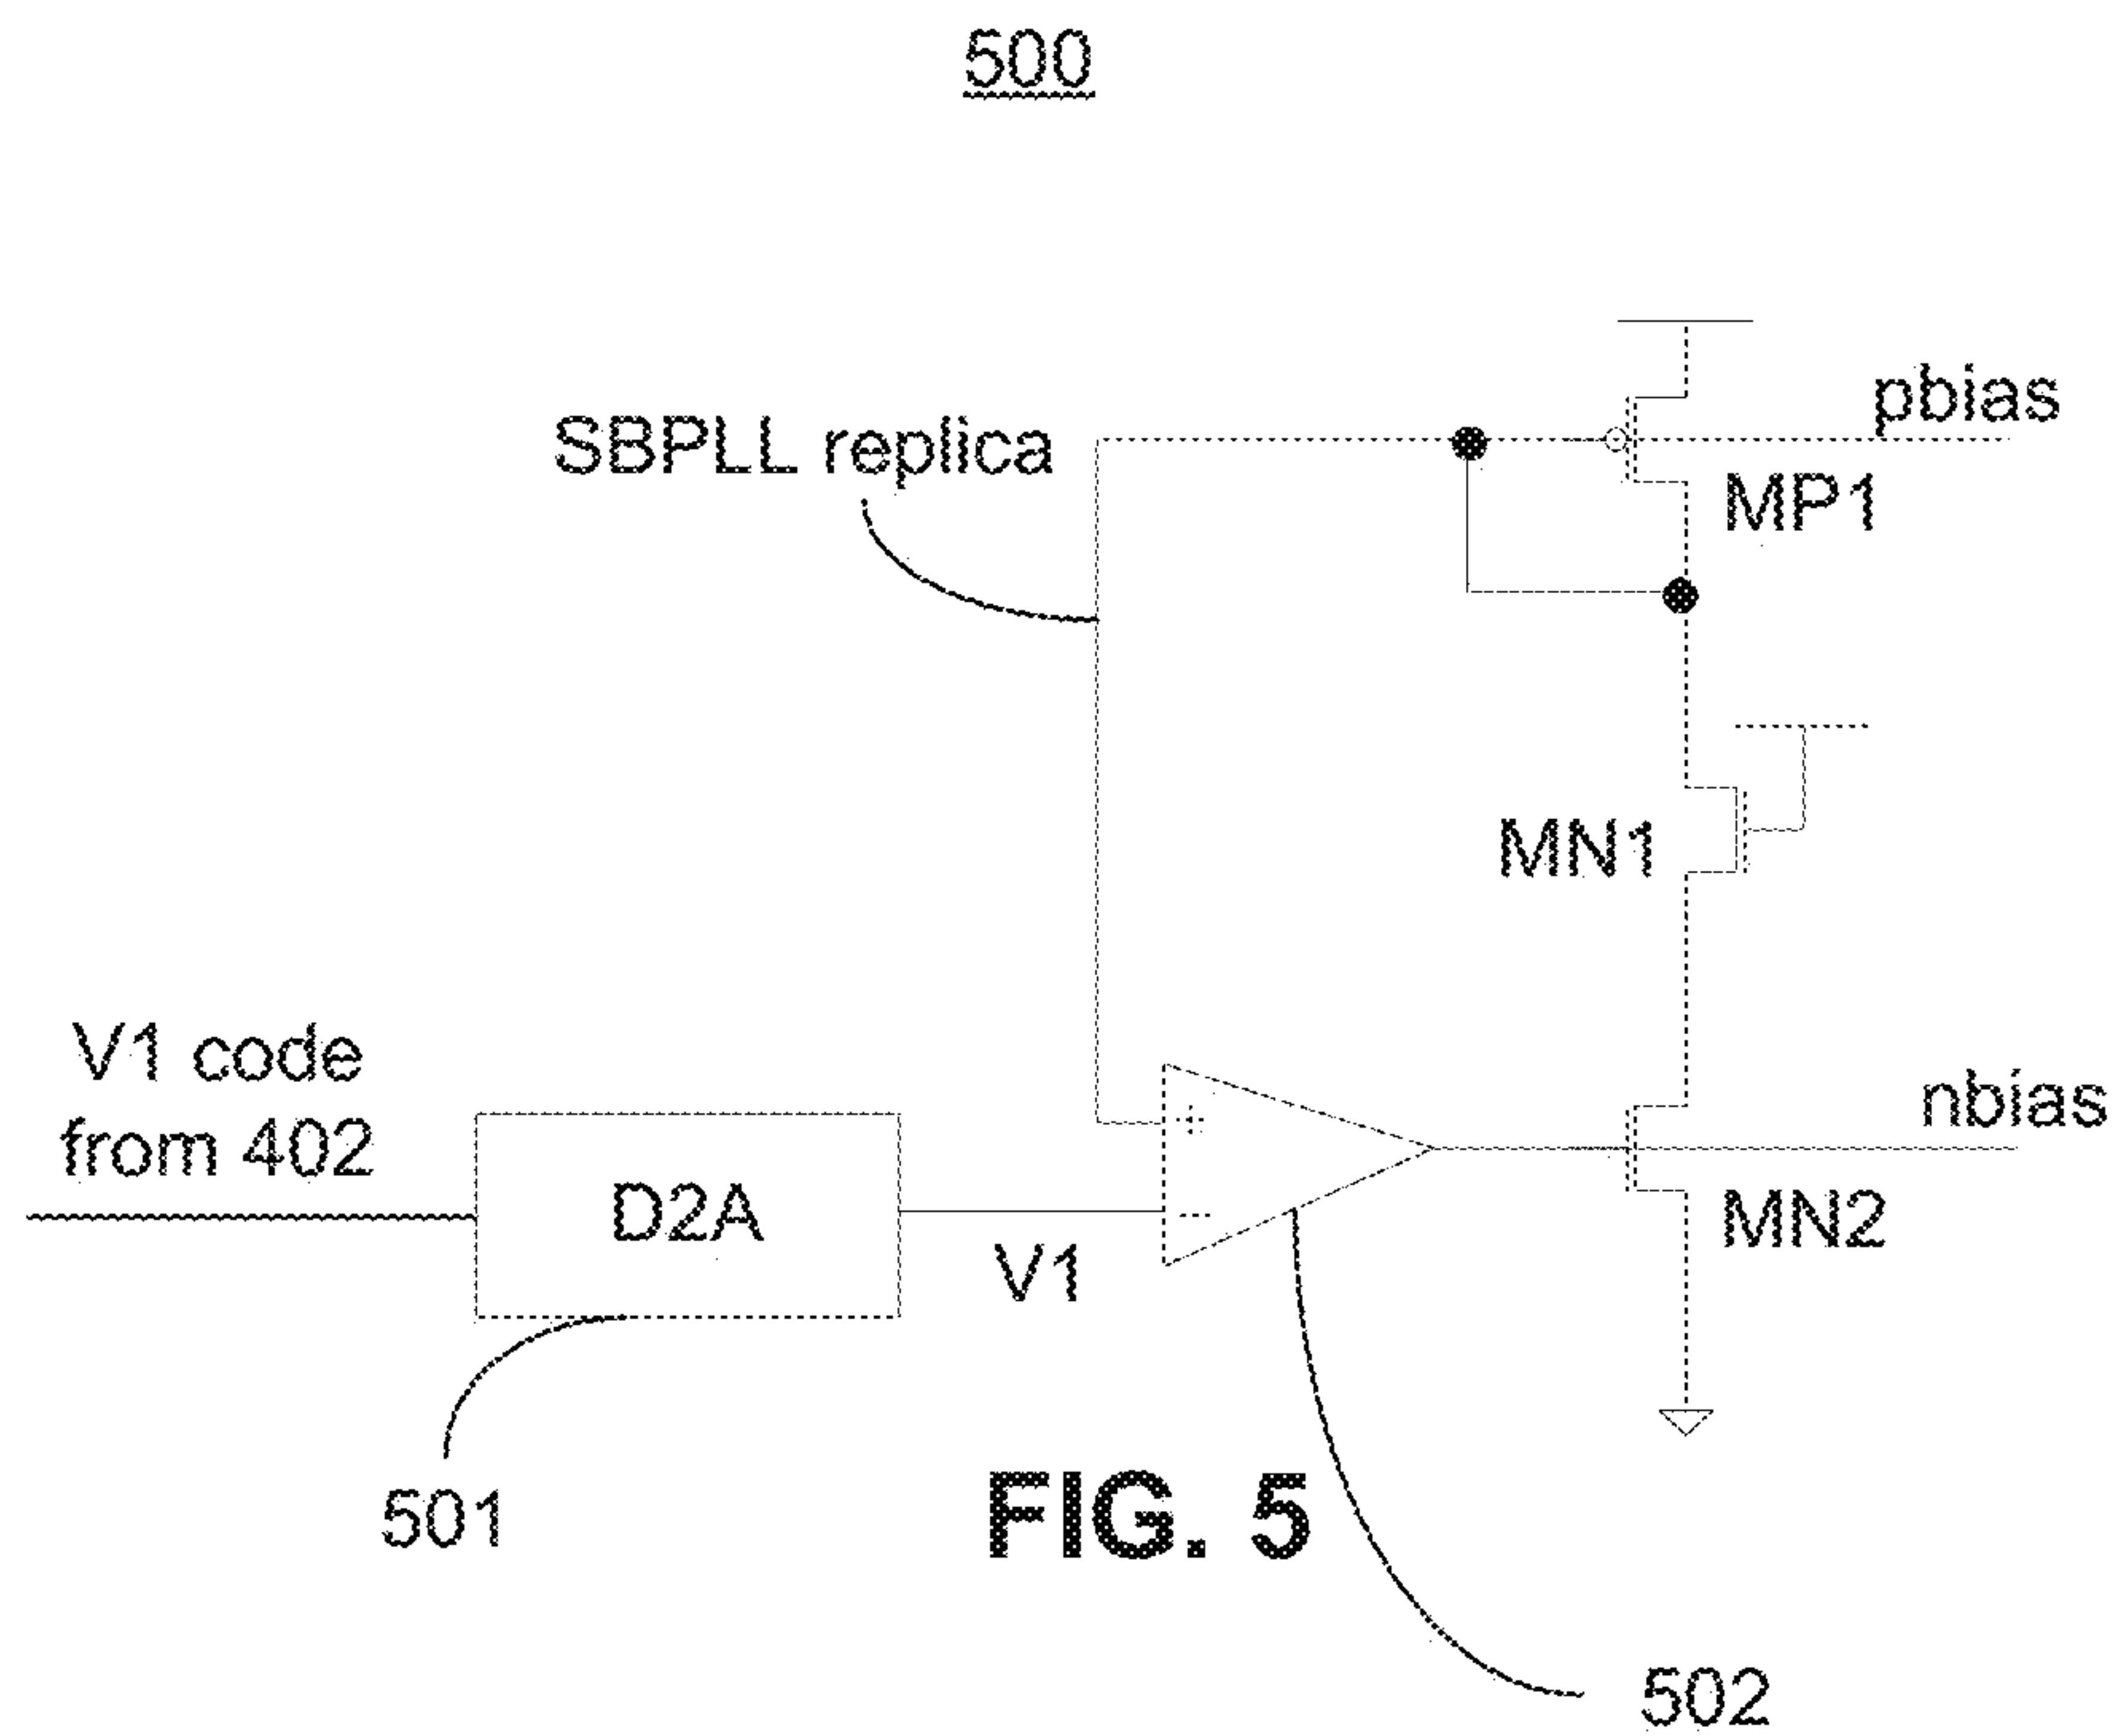 500
pbias
SBPLL replica
MP1
MN1
V1 code
from 402
nbias
+
D2A
-
V1
MN2
501
FIG. 5
502